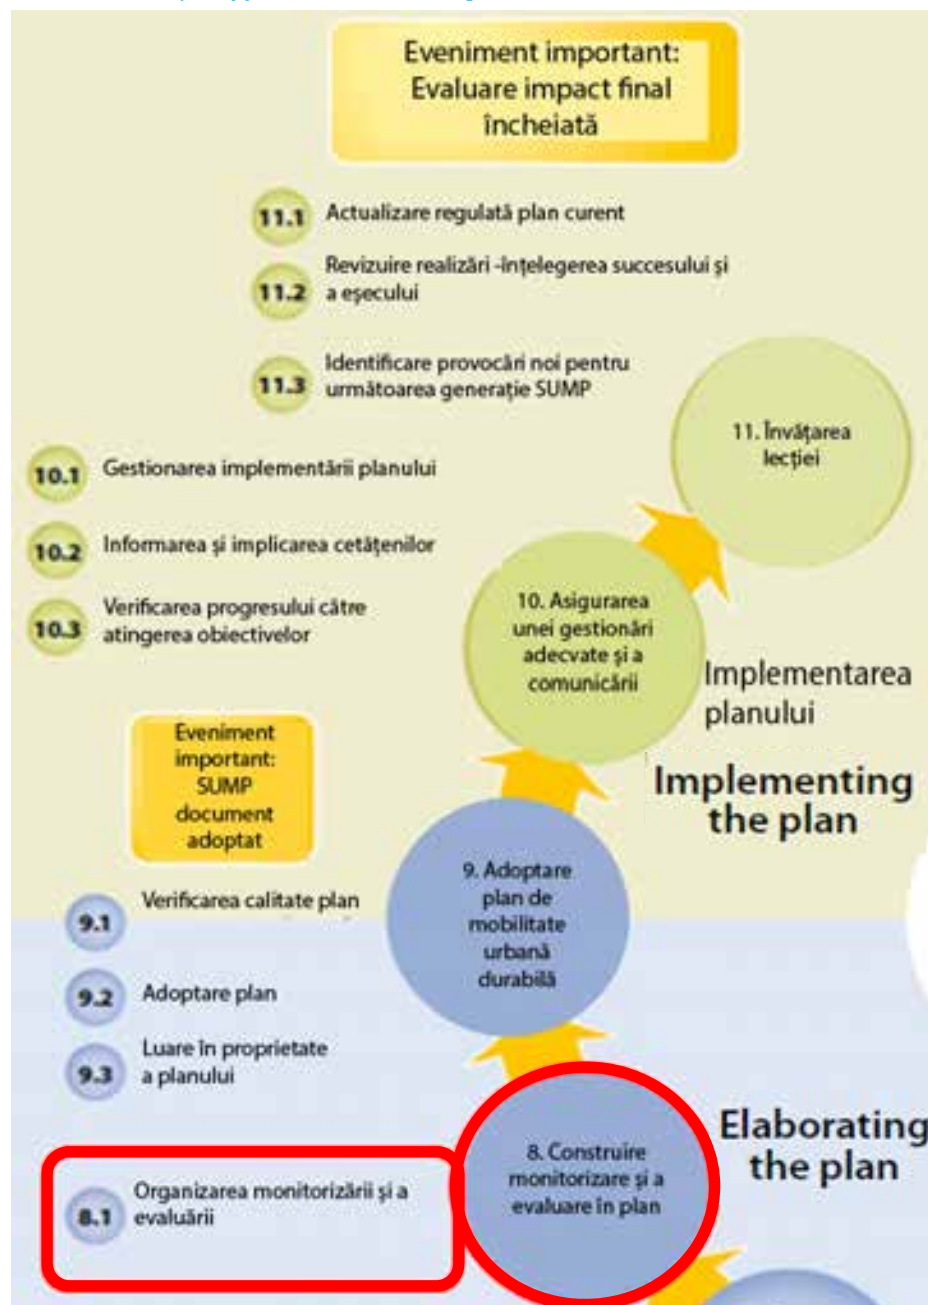 Eveniment important:
Evaluare impact final
încheiată
11.1 Actualizare regulată plan curent
11.2 Revizuire realizări -înțelegerea succesului și
a eșecului
11.3 Identificare provocări noi pentru
următoarea generație SUMP
11. Învățarea
lecției
10.1 Gestionarea implementării planului
10.2 Informarea și implicarea cetățenilor
10.3 Verificarea progresului către
atingerea obiectivelor
10. Asigurarea
unei gestionări
adecvate și a
comunicării
Implementarea
planului
Implementing
the plan
Eveniment
important:
SUMP
document
adoptat
9. Adoptare
plan de
mobilitate
urbană
durabilă
9.1 Verificarea calitate plan
9.2 Adoptare plan
9.3 Luare în proprietate
a planului
Elaborating
the plan
8. Construire
monitorizare și a
evaluare în plan
8.1 Organizarea monitorizării și a
evaluării